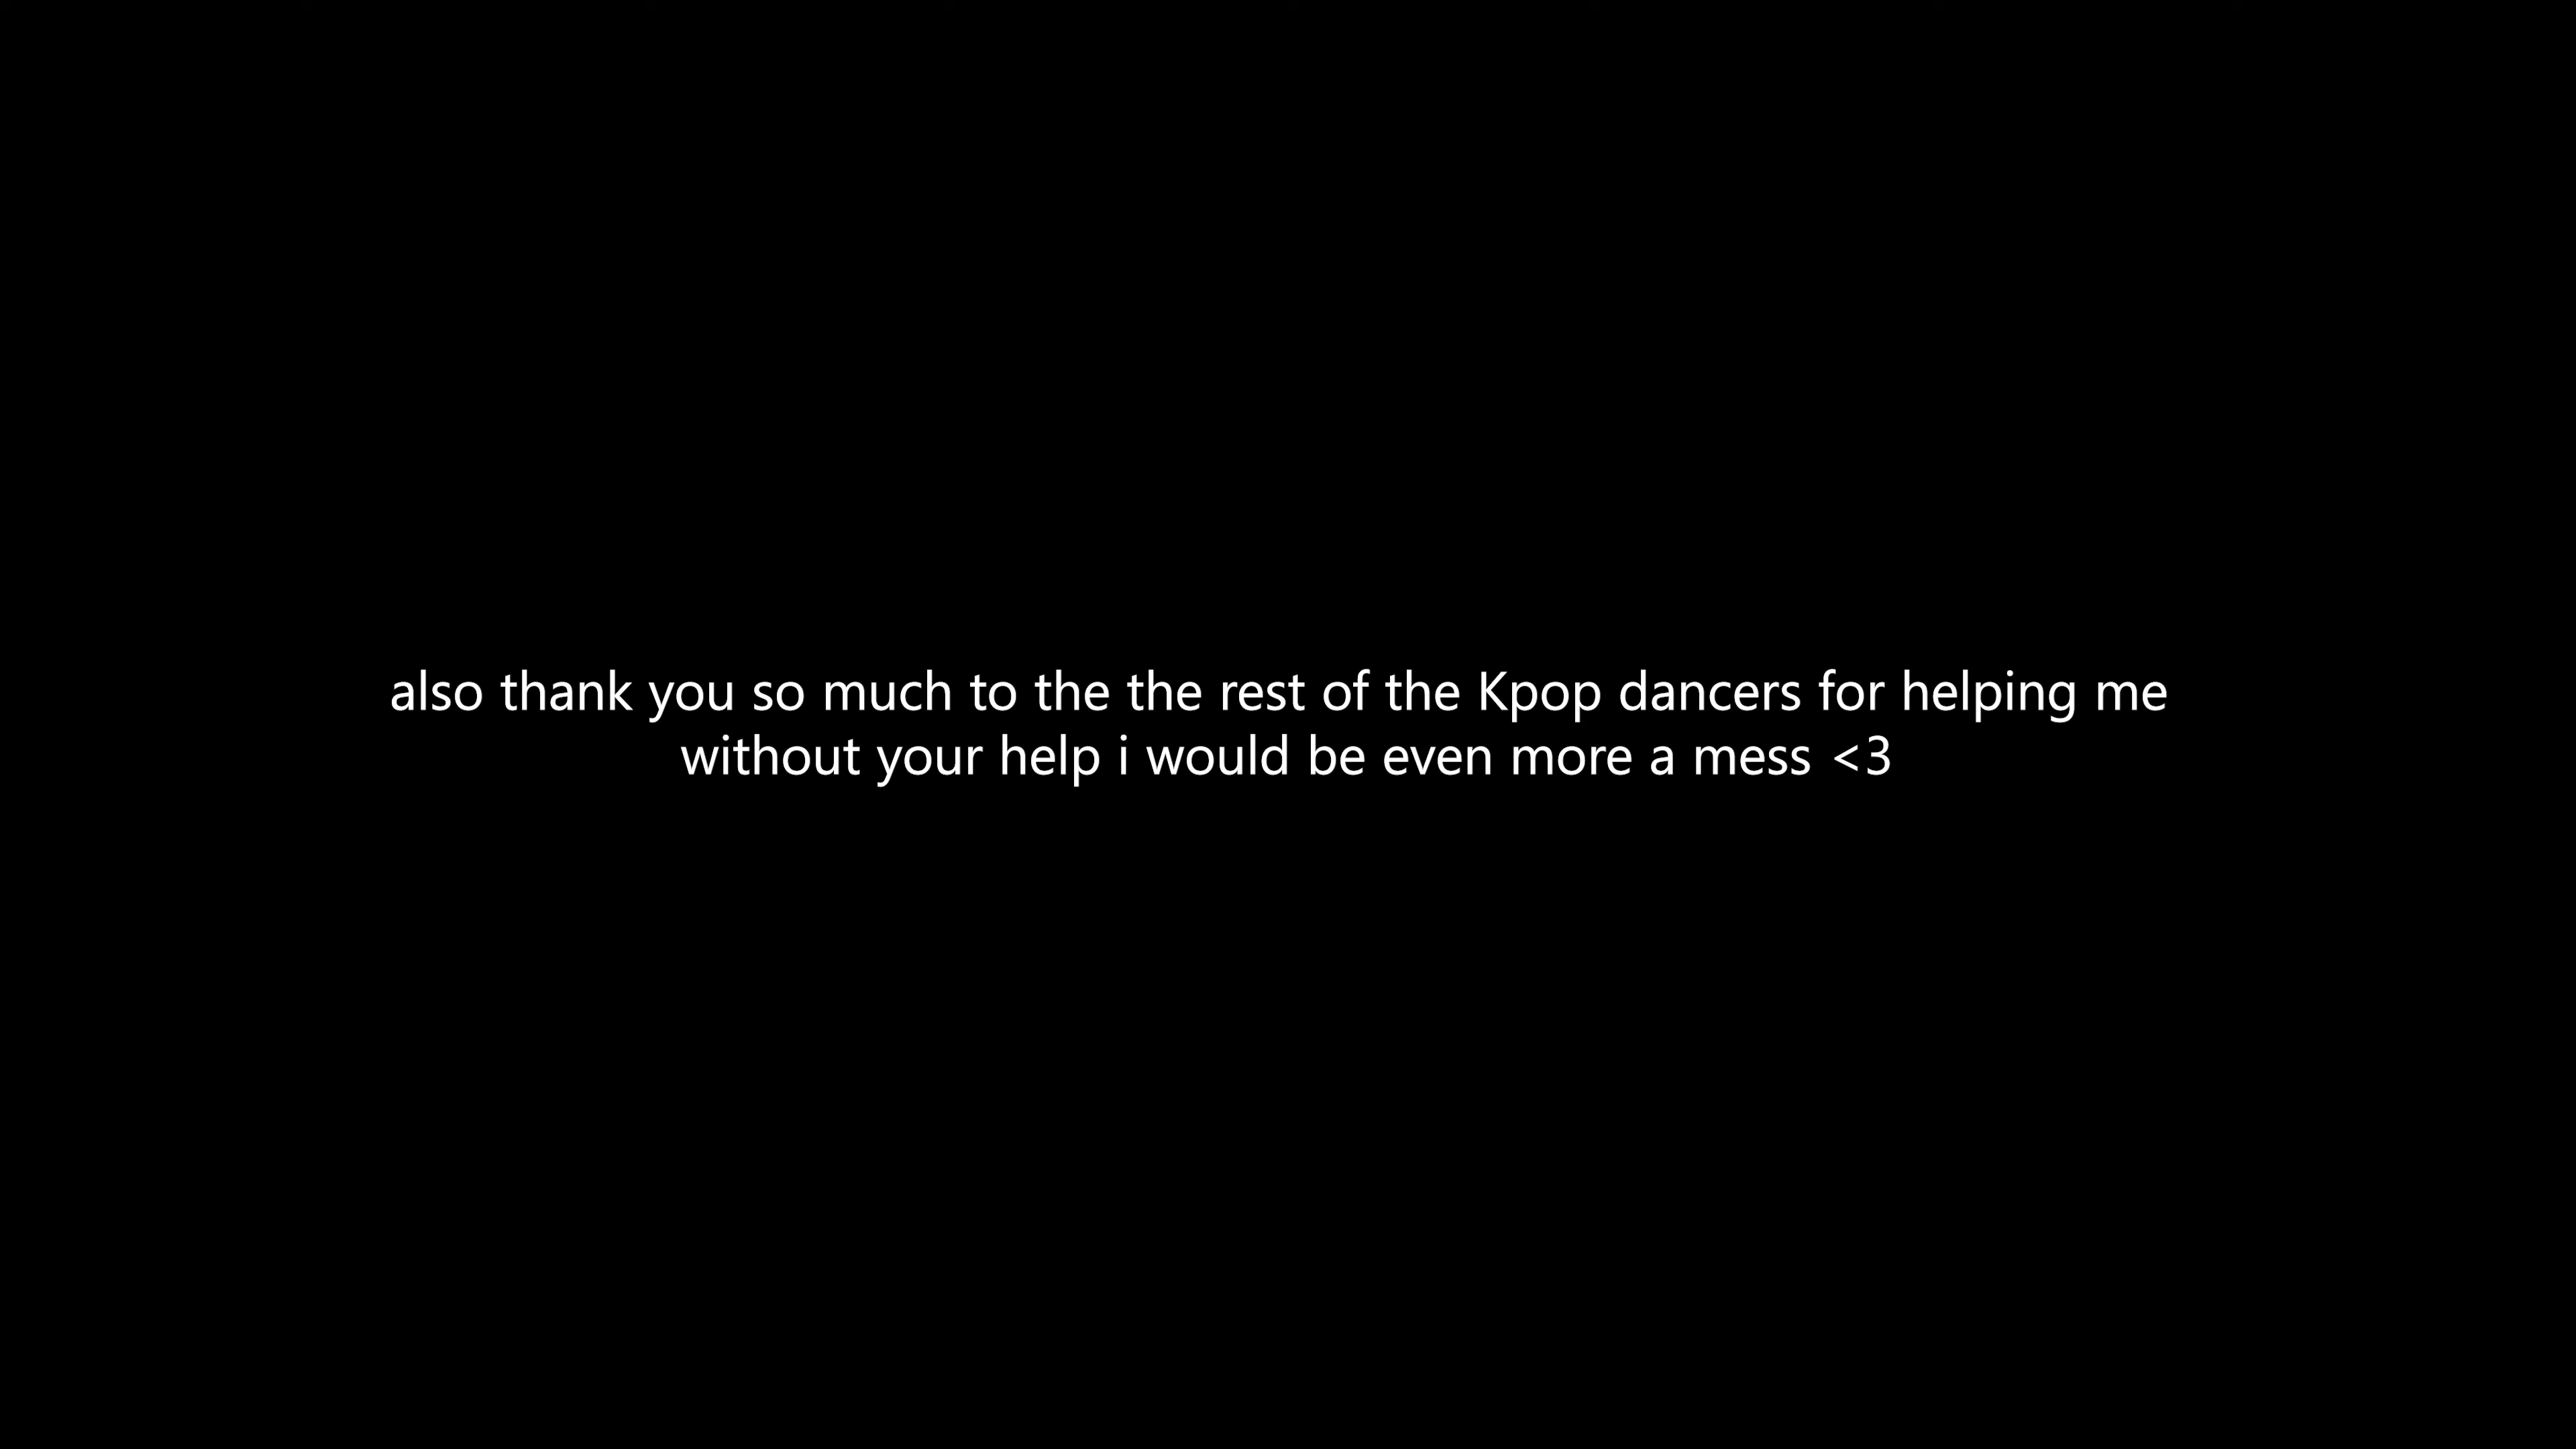 also thank you so much to the the rest of the Kpop dancers for helping me
without your help i would be even more a mess <3